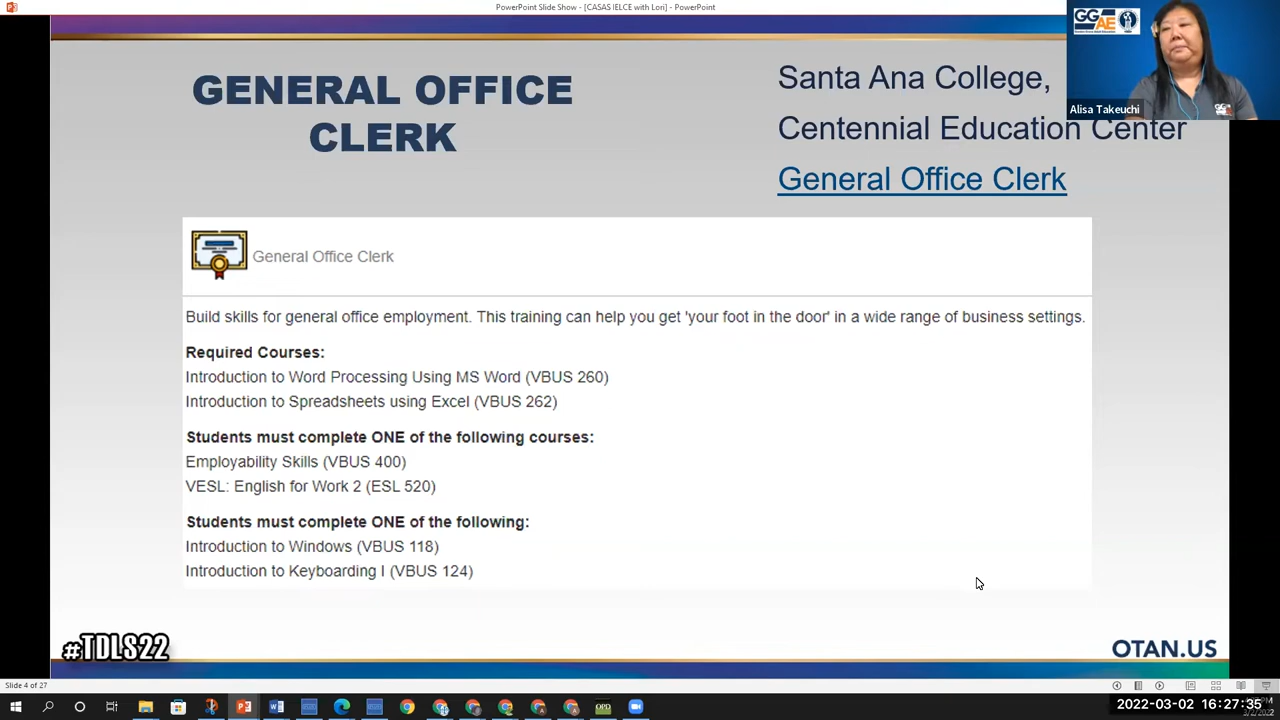 PowerPoint Slide Show - [CASAS IELCE with Lori] - PowerPoint
GGAE
Alisa Takeuchi
GENERAL OFFICE
CLERK
Santa Ana College,
Centennial Education Center
General Office Clerk
General Office Clerk
Build skills for general office employment. This training can help you get 'your foot in the door' in a wide range of business settings.
Required Courses:
Introduction to Word Processing Using MS Word (VBUS 260)
Introduction to Spreadsheets using Excel (VBUS 262)
Students must complete ONE of the following courses:
Employability Skills (VBUS 400)
VESL: English for Work 2 (ESL 520)
Students must complete ONE of the following:
Introduction to Windows (VBUS 118)
Introduction to Keyboarding I (VBUS 124)
#TDLS22
OTAN.US
Slide 4 of 27
OPD
2022-03-02 16:27:35